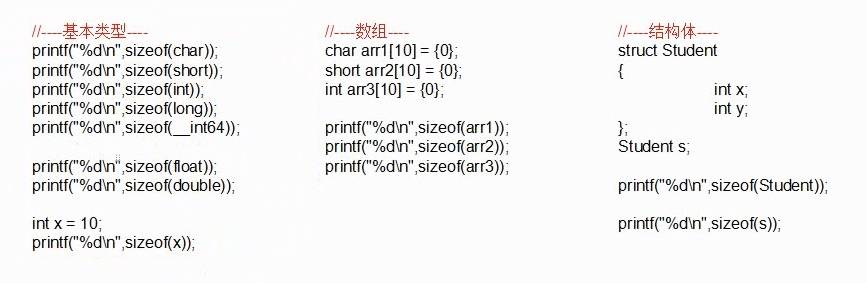 //----基本类型----
printf("%d\n",sizeof(char));
printf("%d\n",sizeof(short));
printf("%d\n",sizeof(int));
printf("%d\n",sizeof(long));
printf("%d\n",sizeof(__int64));
printf("%d\n",sizeof(float));
printf("%d\n",sizeof(double));
int x = 10;
printf("%d\n",sizeof(x));
//----数组----
char arr1[10] = {0};
short arr2[10] = {0};
int arr3[10] = {0};
printf("%d\n",sizeof(arr1));
printf("%d\n",sizeof(arr2));
printf("%d\n",sizeof(arr3));
//----结构体----
struct Student
{
int x;
int y;
};
Student s;
printf("%d\n",sizeof(Student));
printf("%d\n",sizeof(s));